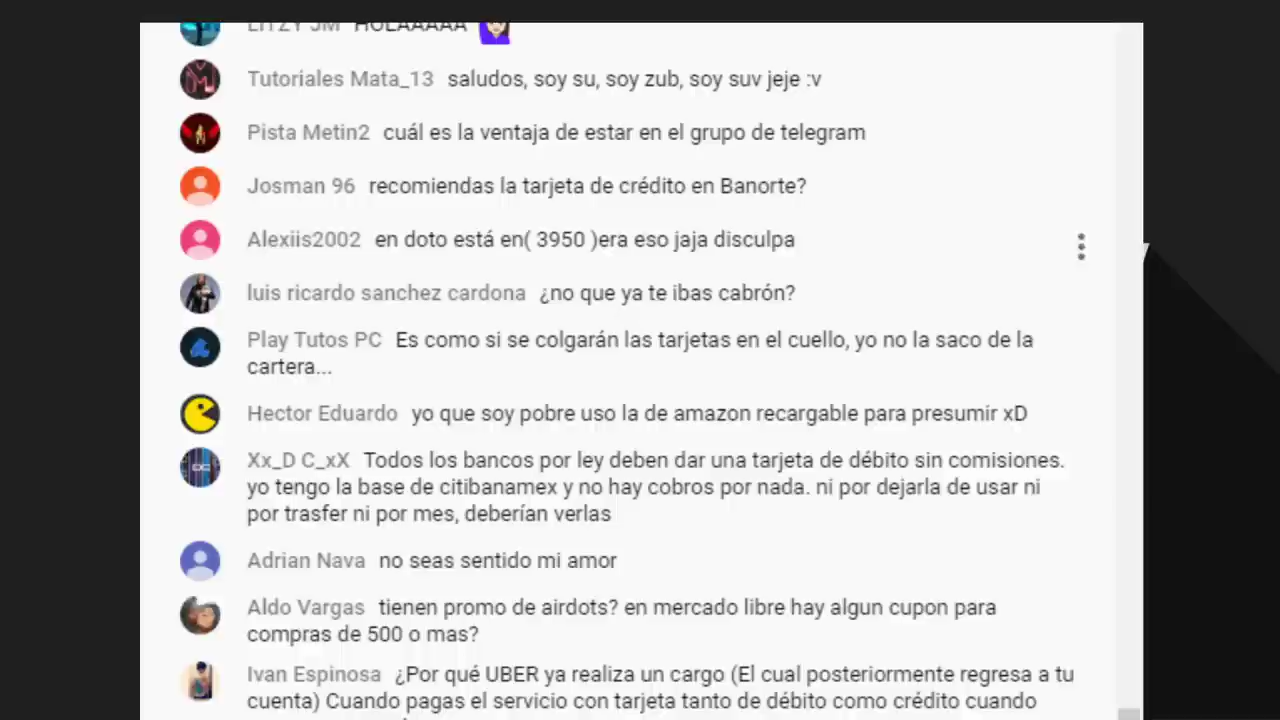 LITZY JM HOLAAAAA
Tutoriales Mata_13 saludos, soy su, soy zub, soy suv jeje :v
Pista Metin2 cuál es la ventaja de estar en el grupo de telegram
Josman 96 recomiendas la tarjeta de crédito en Banorte?
Alexiis2002 en doto está en( 3950 )era eso jaja disculpa
luis ricardo sanchez cardona ¿no que ya te ibas cabrón?
Play Tutos PC Es como si se colgarán las tarjetas en el cuello, yo no la saco de la
cartera...
Hector Eduardo yo que soy pobre uso la de amazon recargable para presumir xD
Xx_D C_xX Todos los bancos por ley deben dar una tarjeta de débito sin comisiones.
yo tengo la base de citibanamex y no hay cobros por nada. ni por dejarla de usar ni
por trasfer ni por mes, deberían verlas
Adrian Nava no seas sentido mi amor
Aldo Vargas tienen promo de airdots? en mercado libre hay algun cupon para
compras de 500 o mas?
Ivan Espinosa ¿Por qué UBER ya realiza un cargo (El cual posteriormente regresa a tu
cuenta) Cuando pagas el servicio con tarjeta tanto de débito como crédito cuando